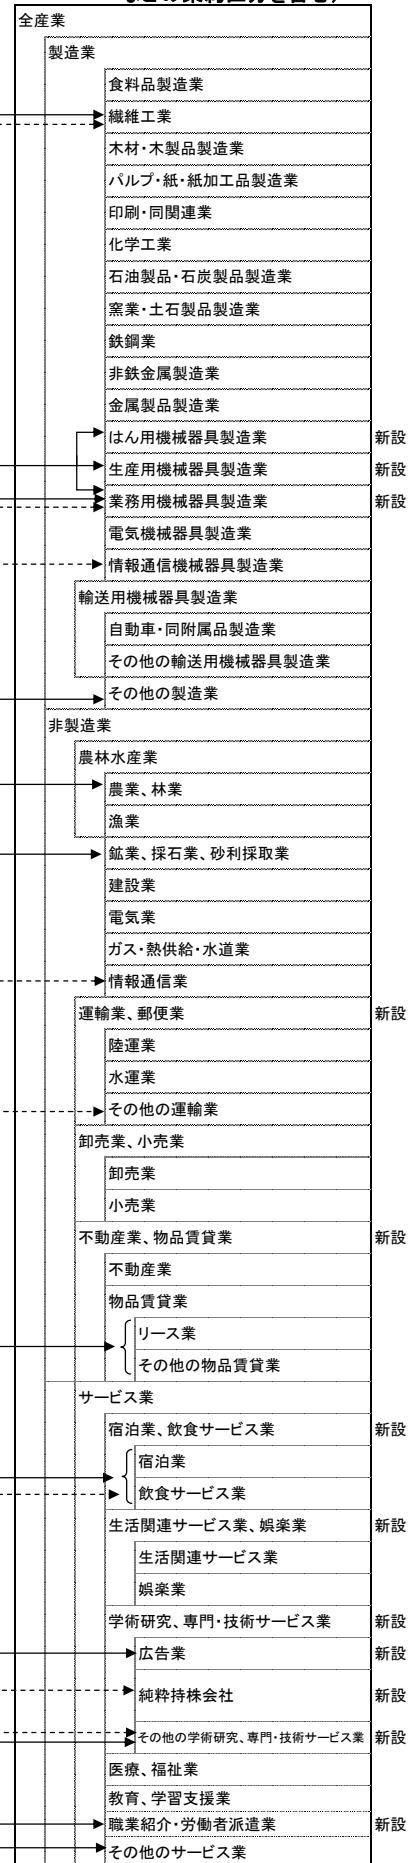 全産業
製造業
食料品製造業
繊維工業
木材・木製品製造業
パルプ・紙・紙加工品製造業
印刷・同関連業
化学工業
石油製品・石炭製品製造業
窯業・土石製品製造業
鉄鋼業
非鉄金属製造業
金属製品製造業
はん用機械器具製造業 新設
生産用機械器具製造業 新設
業務用機械器具製造業 新設
電気機械器具製造業
情報通信機械器具製造業
輸送用機械器具製造業
自動車・同附属品製造業
その他の輸送用機械器具製造業
その他の製造業
非製造業
農林水産業
農業、林業
漁業
鉱業、採石業、砂利採取業
建設業
電気業
ガス・熱供給・水道業
情報通信業
運輸業、郵便業 新設
陸運業
水運業
その他の運輸業
卸売業、小売業
卸売業
小売業
不動産業、物品賃貸業 新設
不動産業
物品賃貸業
リース業
その他の物品賃貸業
サービス業
宿泊業、飲食サービス業 新設
宿泊業
飲食サービス業
生活関連サービス業、娯楽業 新設
生活関連サービス業
娯楽業
学術研究、専門・技術サービス業 新設
広告業 新設
純粋持株会社 新設
その他の学術研究、専門・技術サービス業 新設
医療、福祉業
教育、学習支援業
職業紹介・労働者派遣業 新設
その他のサービス業